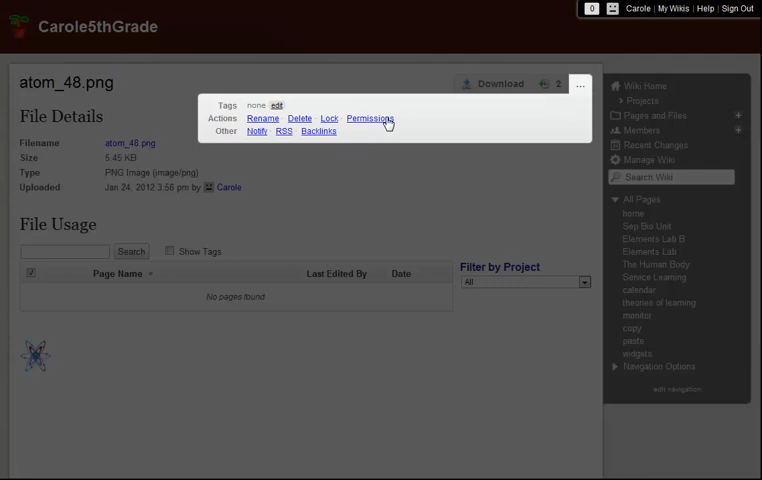 0 Carole | My Wikis | Help | Sign Out
Carole5thGrade
atom_48.png
Download 2 ...
Tags none edit
Actions Rename · Delete · Lock · Permissions
Other Notify · RSS · Backlinks
File Details
Filename atom_48.png
Size 5.45 KB
Type PNG Image (image/png)
Uploaded Jan 24, 2012 3:56 pm by Carole
File Usage
Search Show Tags
Page Name Last Edited By Date
No pages found
Filter by Project
All
Wiki Home
Projects
Pages and Files +
Members +
Recent Changes
Manage Wiki
Search Wiki
All Pages
home
Sep Bio Unit
Elements Lab B
Elements Lab
The Human Body
Service Learning
calendar
theories of learning
monitor
copy
paste
widgets
Navigation Options
edit navigation